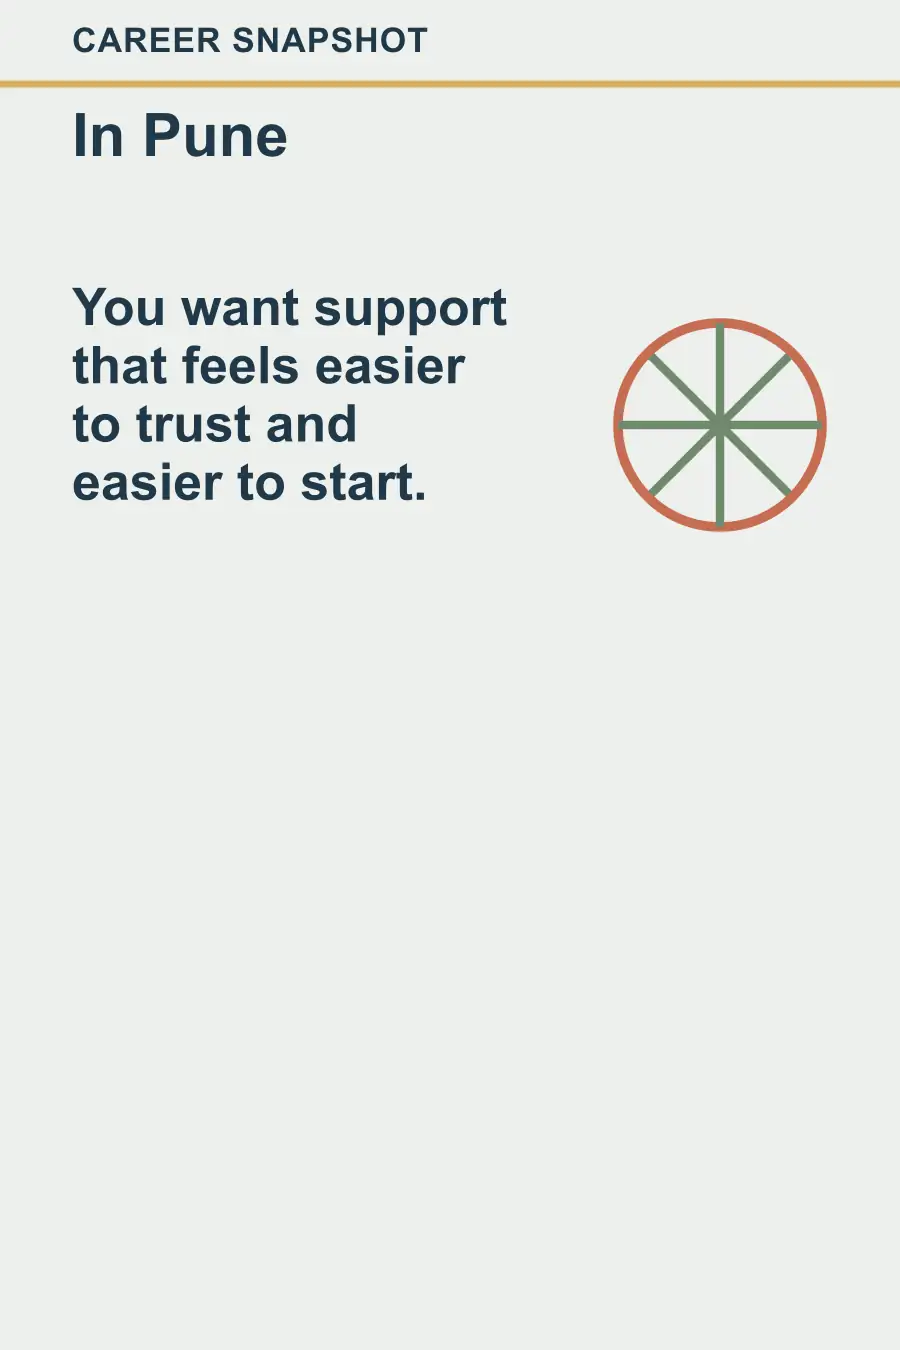 CAREER SNAPSHOT
In Pune
You want support
that feels easier
to trust and
easier to start.